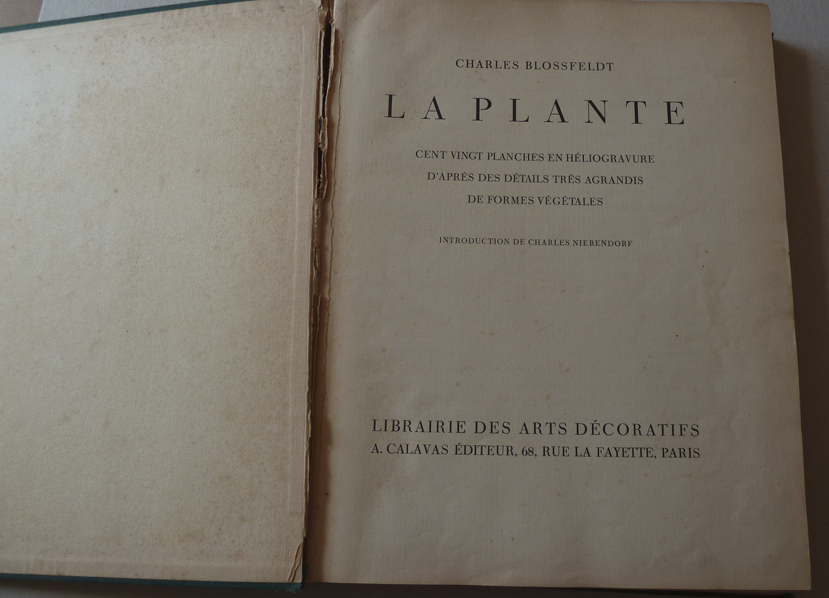 CHARLES BLOSSFELDT
LA PLANTE
CENT VINGT PLANCHES EN HÉLIOGRAVURE
D'APRÈS DES DÉTAILS TRÈS AGRANDIS
DE FORMES VÉGÉTALES
INTRODUCTION DE CHARLES NIERENDORF
LIBRAIRIE DES ARTS DÉCORATIFS
A. CALAVAS ÉDITEUR, 68, RUE LA FAYETTE, PARIS